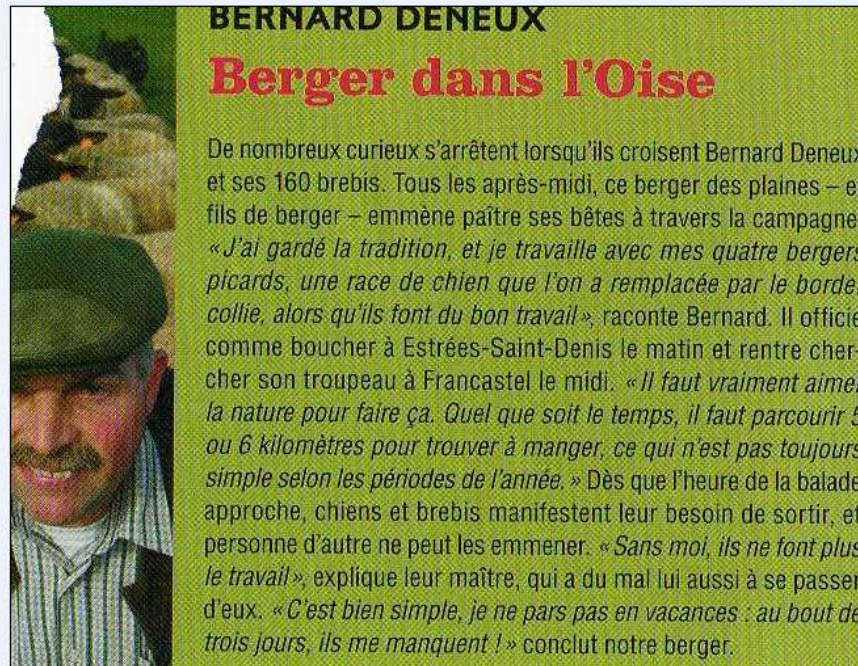 BERNARD DENEUX
Berger dans l'Oise
De nombreux curieux s'arrêtent lorsqu'ils croisent Bernard Deneux
et ses 160 brebis. Tous les après-midi, ce berger des plaines – e
fils de berger – emmène paître ses bêtes à travers la campagne
«J'ai gardé la tradition, et je travaille avec mes quatre bergers
picards, une race de chien que l'on a remplacée par le border
collie, alors qu'ils font du bon travail», raconte Bernard. Il officie
comme boucher à Estrées-Saint-Denis le matin et rentre cher-
cher son troupeau à Francastel le midi. «Il faut vraiment aimer
la nature pour faire ça. Quel que soit le temps, il faut parcourir 5
ou 6 kilomètres pour trouver à manger, ce qui n'est pas toujours
simple selon les périodes de l'année.» Dès que l'heure de la balade
approche, chiens et brebis manifestent leur besoin de sortir, et
personne d'autre ne peut les emmener. «Sans moi, ils ne font plus
le travail», explique leur maître, qui a du mal lui aussi à se passer
d'eux. «C'est bien simple, je ne pars pas en vacances : au bout de
trois jours, ils me manquent !» conclut notre berger.